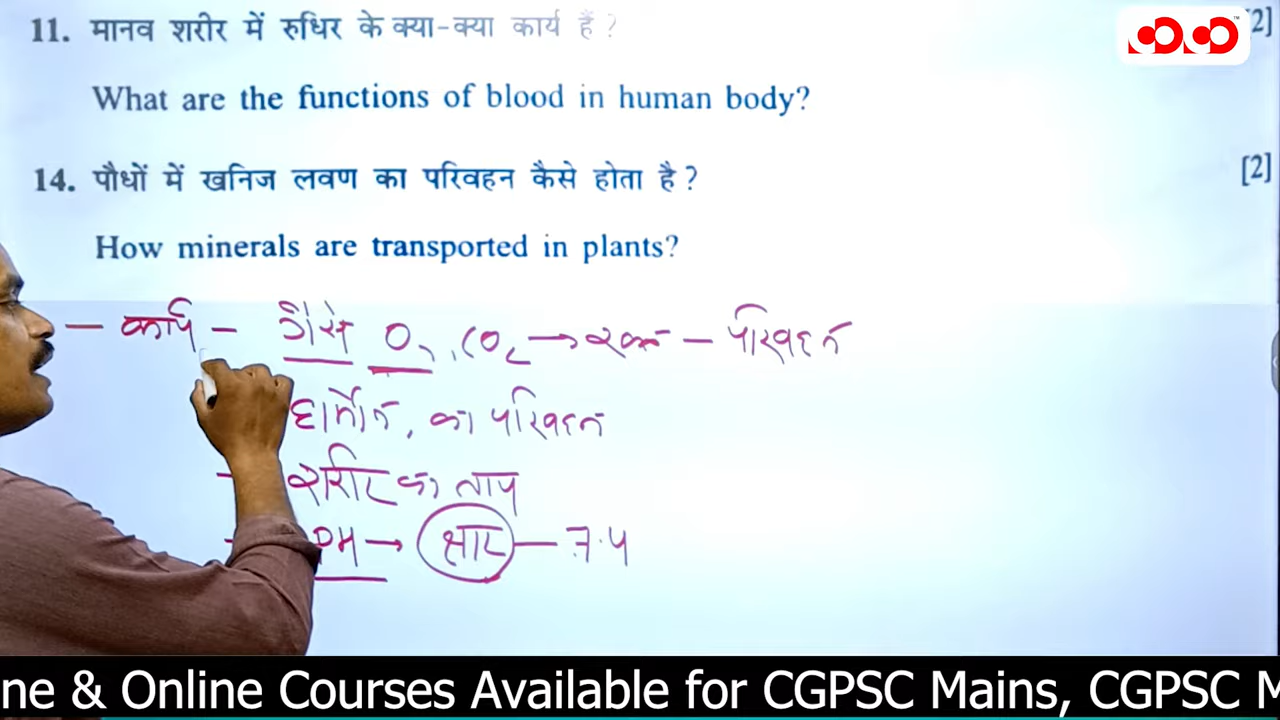 11. मानव शरीर में रुधिर के क्या-क्या कार्य हैं ? [2]
What are the functions of blood in human body?
14. पौधों में खनिज लवण का परिवहन कैसे होता है ? [2]
How minerals are transported in plants?
— कार्य – गैसे O₂, CO₂ → रक्त – परिवहन
हार्मोन, का परिवहन
– शरीर का ताप
– PH → क्षार — 7.4
ne & Online Courses Available for CGPSC Mains, CGPSC M